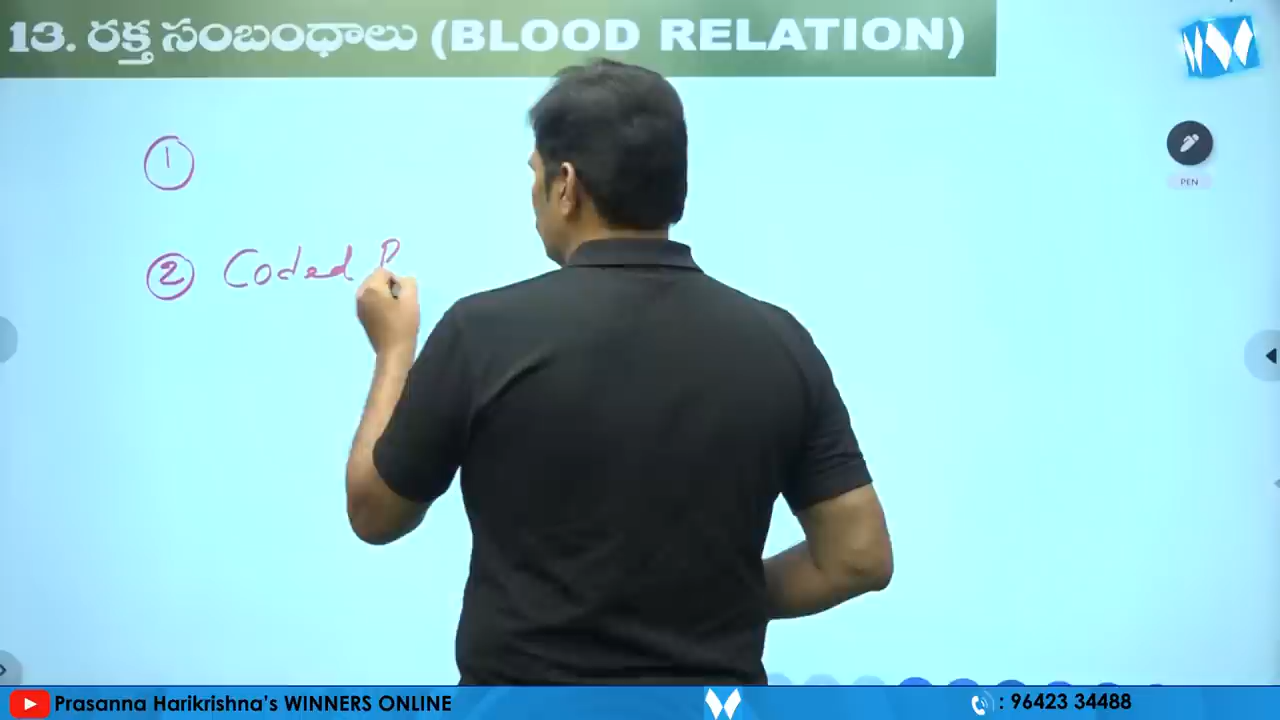 13. రక్త సంబంధాలు (BLOOD RELATION)
1
2 Coded
PEN
Prasanna Harikrishna's WINNERS ONLINE
: 96423 34488